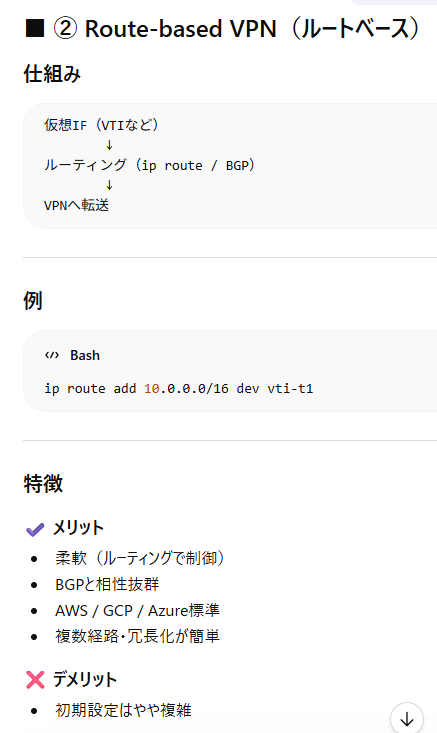 ■ ② Route-based VPN（ルートベース）
仕組み
仮想IF（VTIなど）
↓
ルーティング（ip route / BGP）
↓
VPNへ転送
例
</> Bash
ip route add 10.0.0.0/16 dev vti-t1
特徴
✔ メリット
• 柔軟（ルーティングで制御）
• BGPと相性抜群
• AWS / GCP / Azure標準
• 複数経路・冗長化が簡単
❌ デメリット
• 初期設定はやや複雑